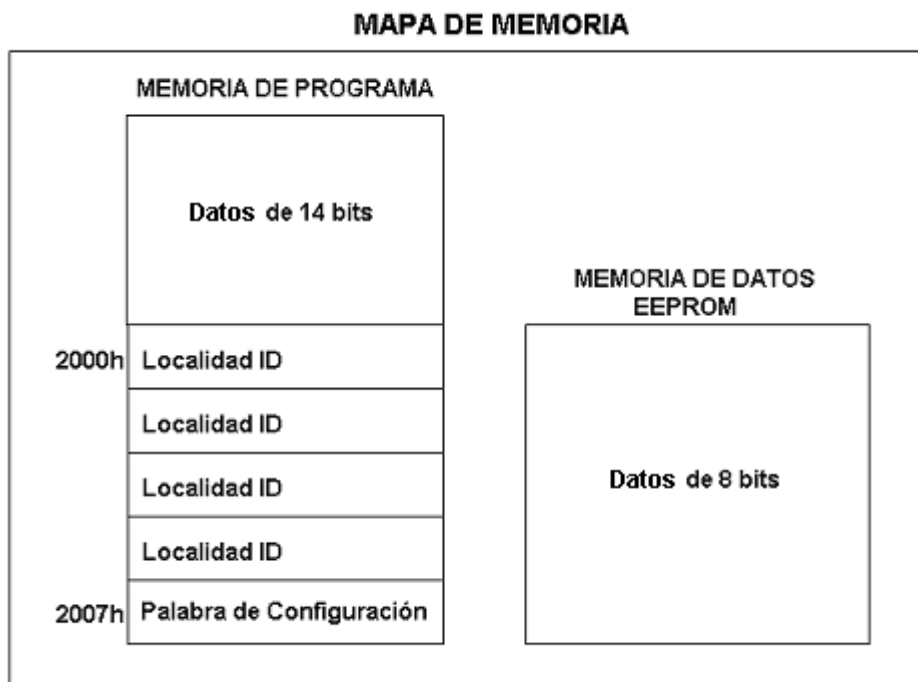 MAPA DE MEMORIA
MEMORIA DE PROGRAMA
Datos de 14 bits
2000h
Localidad ID
Localidad ID
Localidad ID
Localidad ID
2007h
Palabra de Configuración
MEMORIA DE DATOS
EEPROM
Datos de 8 bits